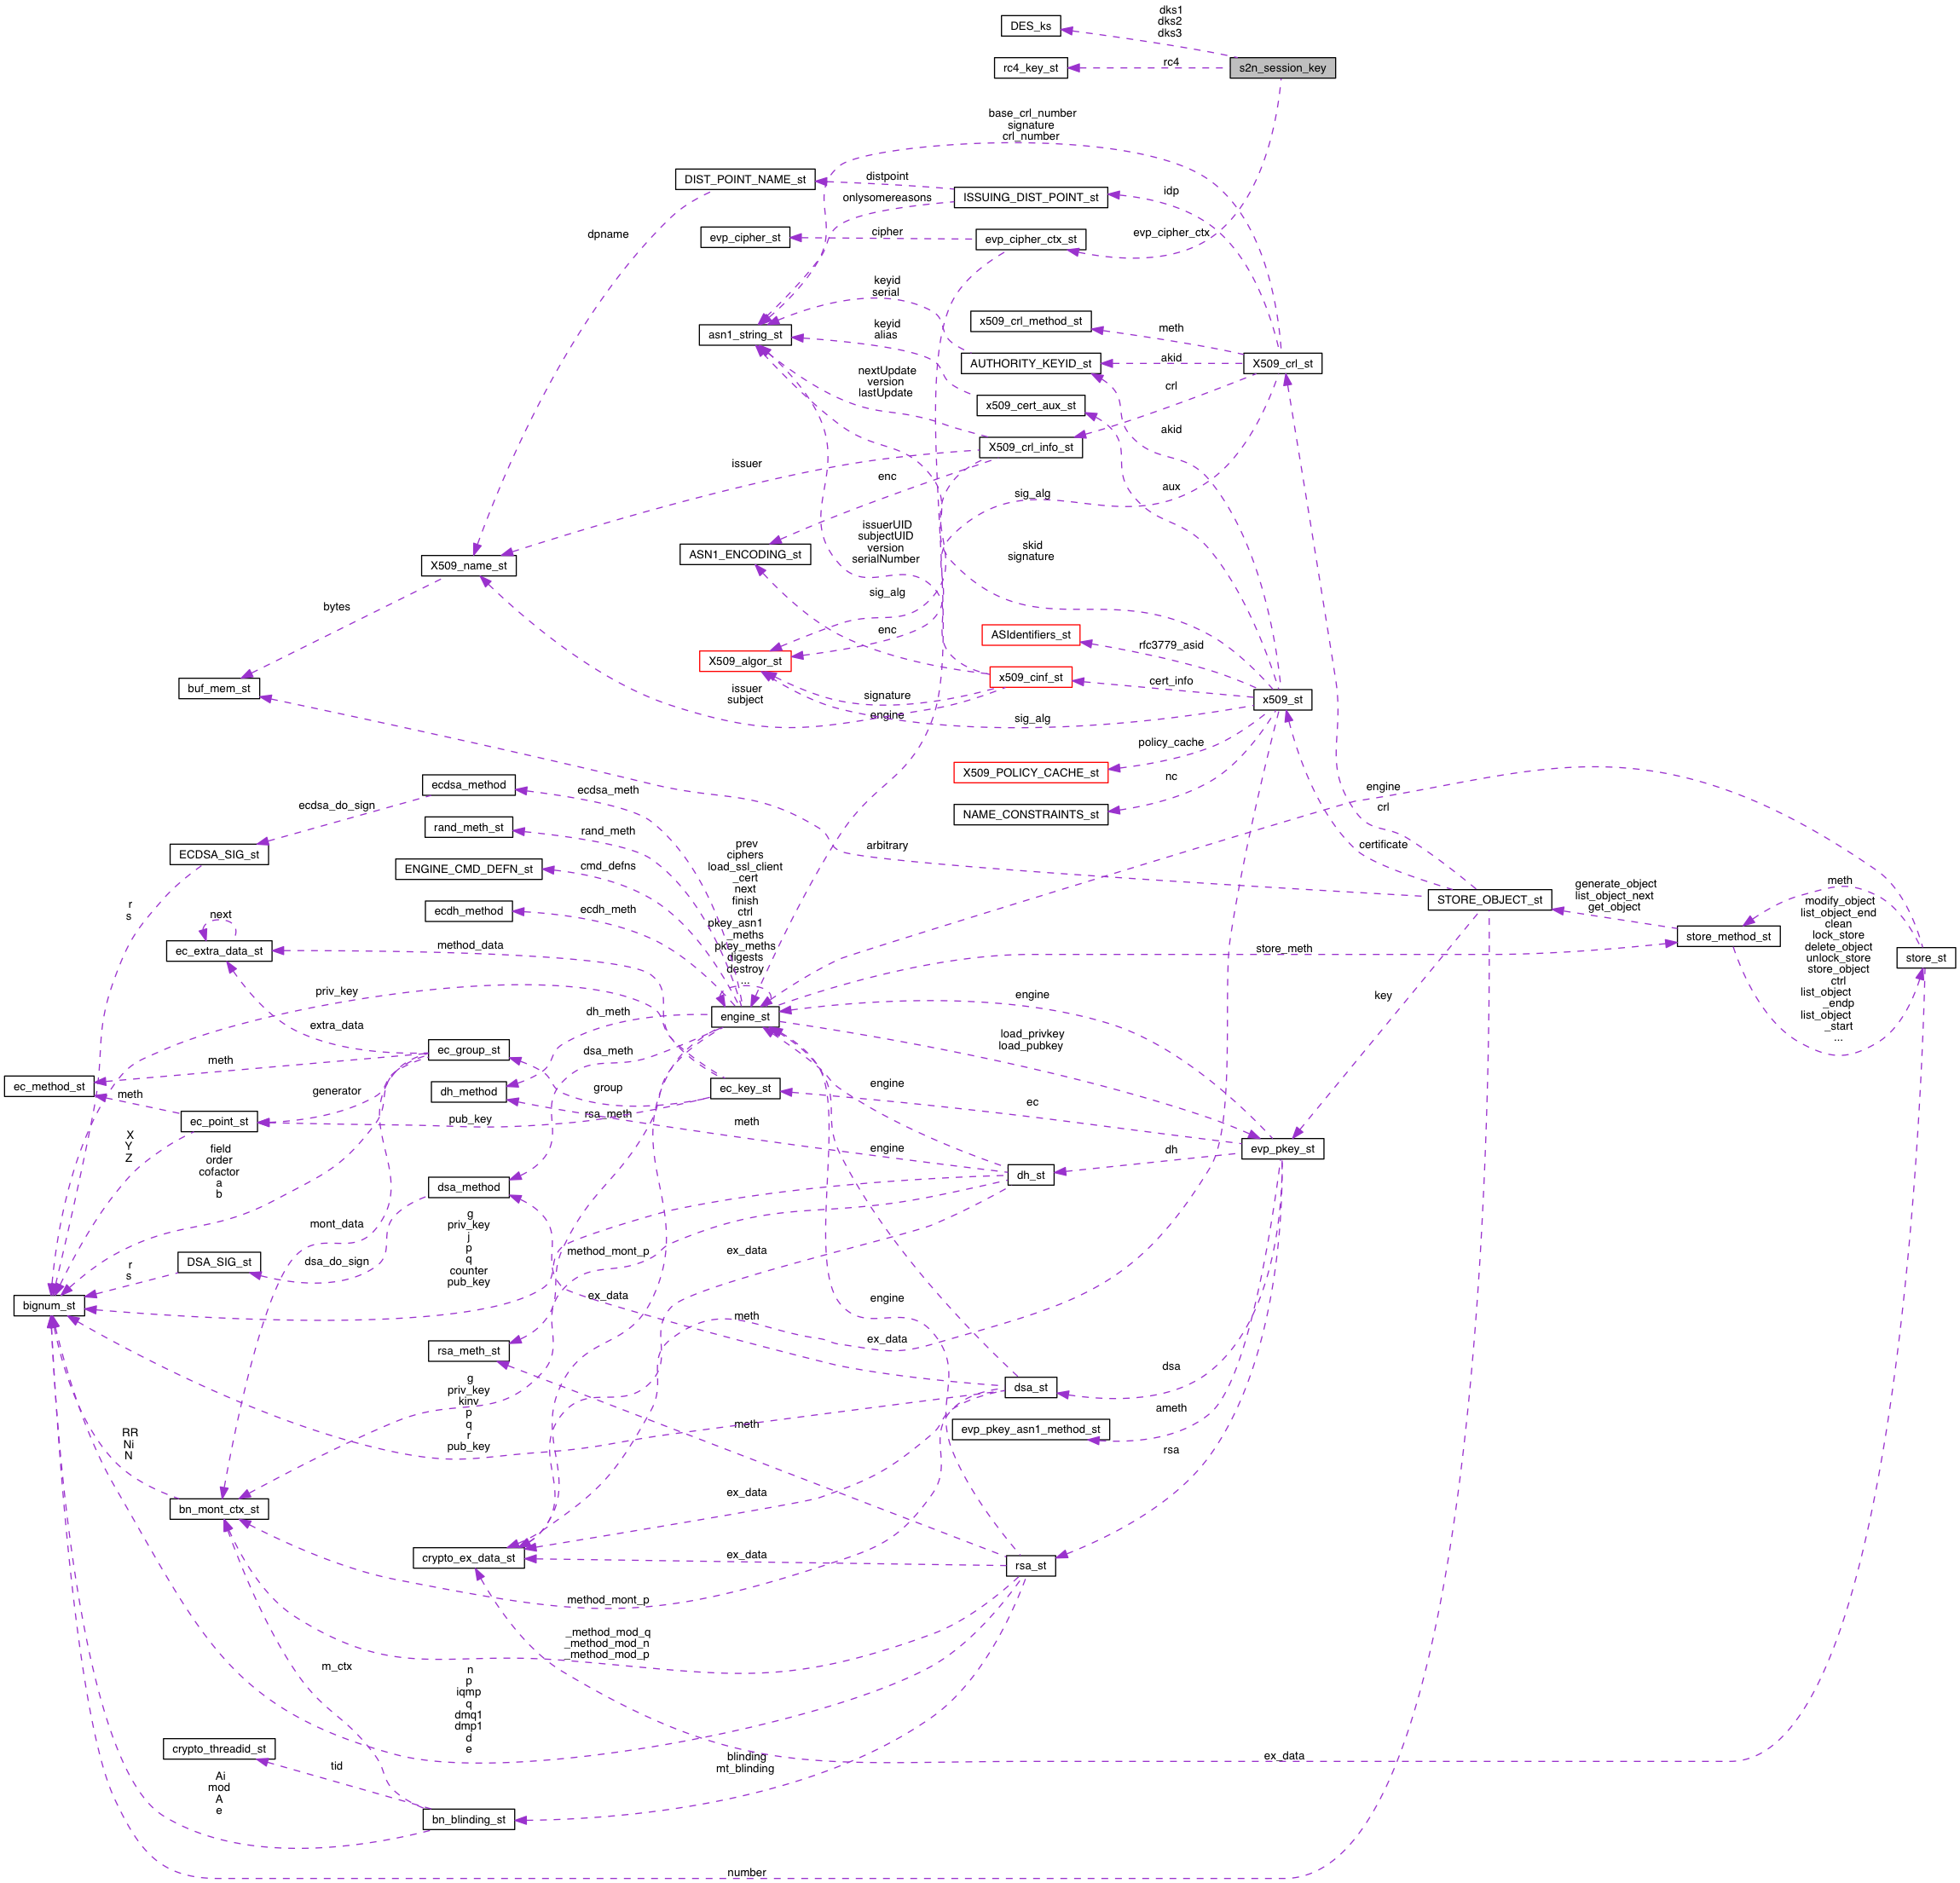 dks1
dks2
dks3
DES_ks
rc4_key_st
rc4
s2n_session_key
base_crl_number
signature
crl_number
DIST_POINT_NAME_st
distpoint
ISSUING_DIST_POINT_st
idp
onlysomereasons
dpname
evp_cipher_st
cipher
evp_cipher_ctx_st
evp_cipher_ctx
keyid
serial
x509_crl_method_st
meth
asn1_string_st
keyid
alias
AUTHORITY_KEYID_st
akid
X509_crl_st
nextUpdate
version
lastUpdate
x509_cert_aux_st
crl
akid
X509_crl_info_st
issuer
enc
sig_alg
aux
issuerUID
subjectUID
version
serialNumber
ASN1_ENCODING_st
skid
signature
X509_name_st
bytes
sig_alg
enc
ASIdentifiers_st
rfc3779_asid
X509_algor_st
x509_cinf_st
cert_info
x509_st
buf_mem_st
issuer
subject
signature
engine
sig_alg
policy_cache
X509_POLICY_CACHE_st
nc
NAME_CONSTRAINTS_st
ecdsa_method
ecdsa_meth
ecdsa_do_sign
rand_meth_st
rand_meth
engine
crl
ECDSA_SIG_st
ENGINE_CMD_DEFN_st
cmd_defns
prev
ciphers
load_ssl_client
_cert
next
finish
ctrl
pkey_asn1
_meths
pkey_meths
digests
destroy
...
arbitrary
certificate
STORE_OBJECT_st
generate_object
list_object_next
get_object
meth
r
s
ecdh_method
ecdh_meth
next
ec_extra_data_st
method_data
store_meth
store_method_st
modify_object
list_object_end
clean
lock_store
delete_object
unlock_store
store_object
ctrl
list_object
_endp
list_object
_start
...
store_st
priv_key
engine_st
engine
key
extra_data
dh_meth
load_privkey
load_pubkey
ec_group_st
dsa_meth
meth
ec_method_st
generator
dh_method
group
ec_key_st
engine
ec
meth
ec_point_st
pub_key
rsa_meth
meth
X
Y
Z
field
order
cofactor
a
b
engine
dh
evp_pkey_st
dh_st
dsa_method
mont_data
g
priv_key
j
p
q
counter
pub_key
method_mont_p
ex_data
DSA_SIG_st
dsa_do_sign
r
s
bignum_st
ex_data
engine
meth
ex_data
rsa_meth_st
dsa
g
priv_key
kinv
p
q
r
pub_key
dsa_st
meth
evp_pkey_asn1_method_st
ameth
RR
Ni
N
rsa
ex_data
bn_mont_ctx_st
crypto_ex_data_st
ex_data
rsa_st
method_mont_p
_method_mod_q
_method_mod_n
_method_mod_p
m_ctx
n
p
iqmp
q
dmq1
dmp1
d
e
crypto_threadid_st
tid
blinding
mt_blinding
ex_data
Ai
mod
A
e
bn_blinding_st
number